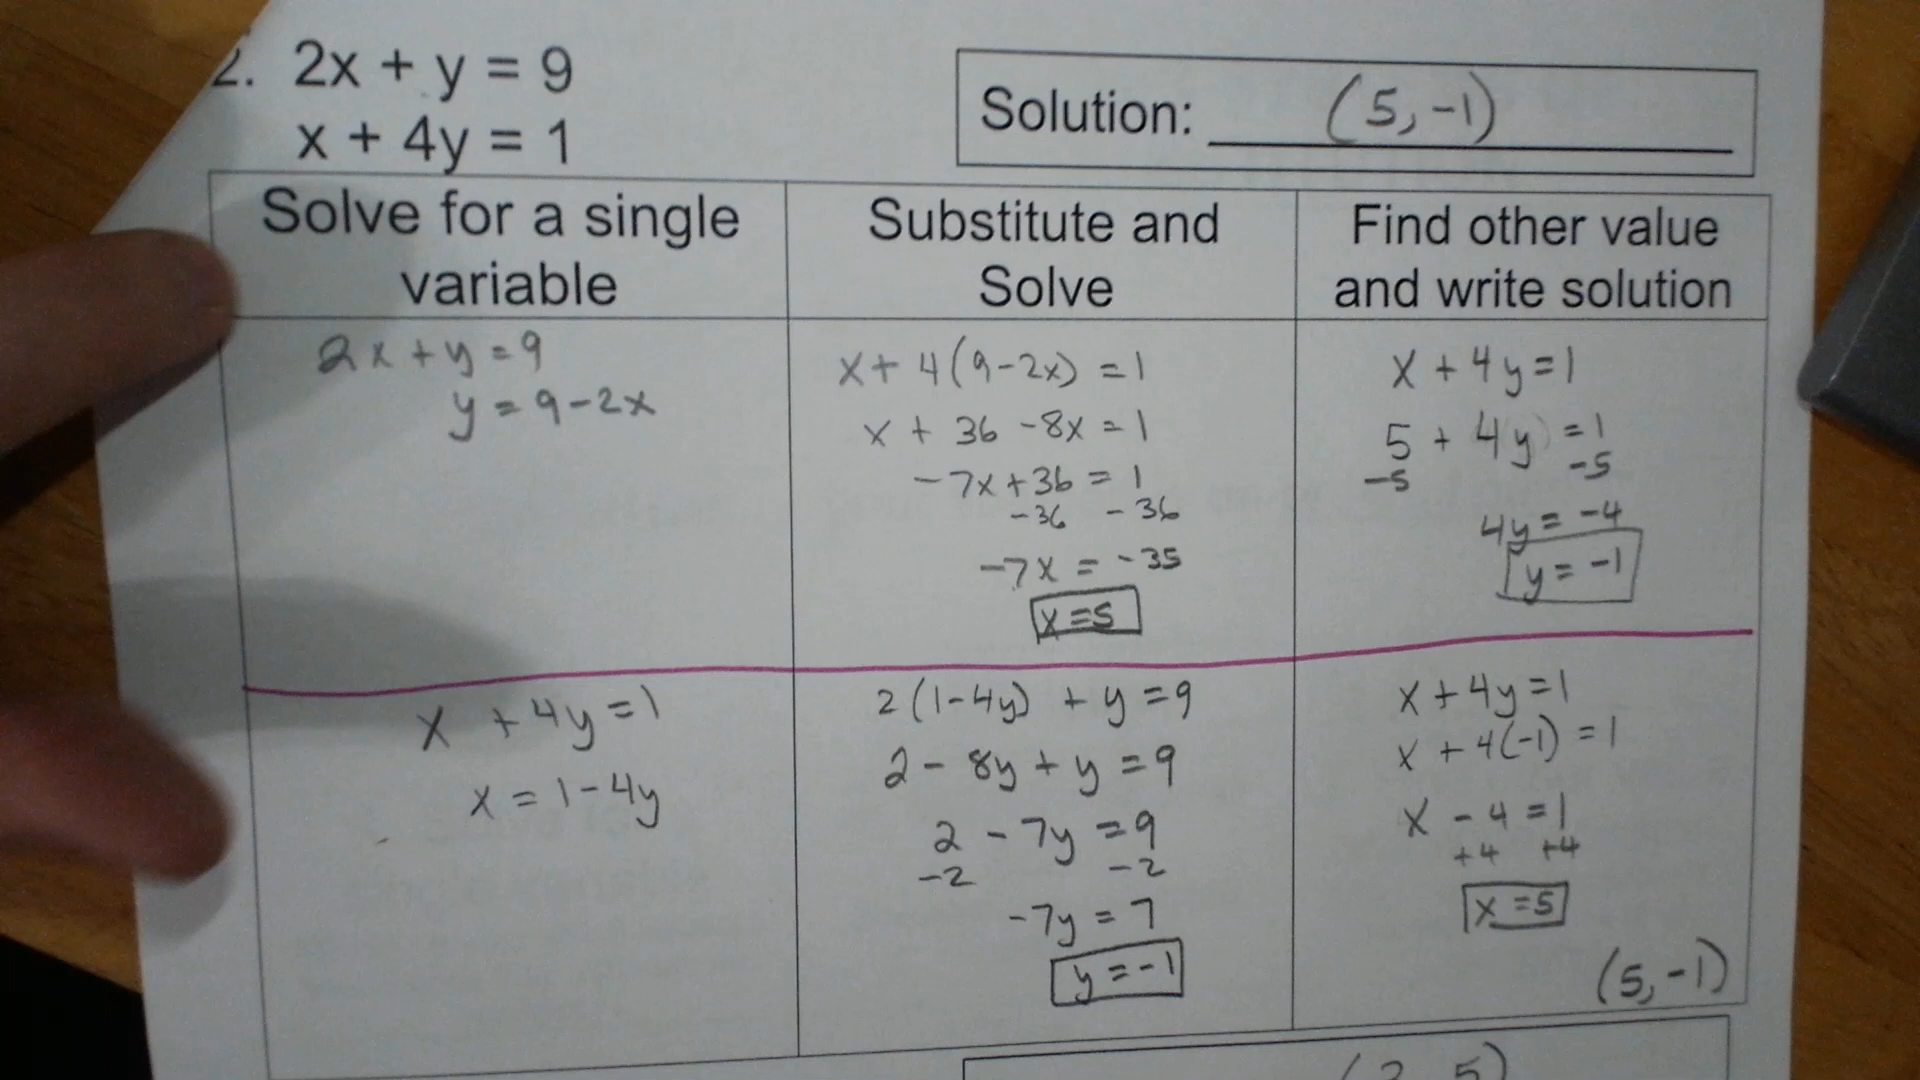 2. 2x + y = 9
x + 4y = 1
Solution: (5, -1)
Solve for a single
variable
2x + y = 9
y = 9 - 2x
Substitute and
Solve
x + 4(9 - 2x) = 1
x + 36 - 8x = 1
-7x + 36 = 1
-36 -36
-7x = -35
x = 5
Find other value
and write solution
x + 4y = 1
5 + 4y = 1
-5 -5
4y = -4
y = -1
x + 4y = 1
x = 1 - 4y
2(1 - 4y) + y = 9
2 - 8y + y = 9
2 - 7y = 9
-2 -2
-7y = 7
y = -1
x + 4y = 1
x + 4(-1) = 1
x - 4 = 1
+4 +4
x = 5
(5, -1)